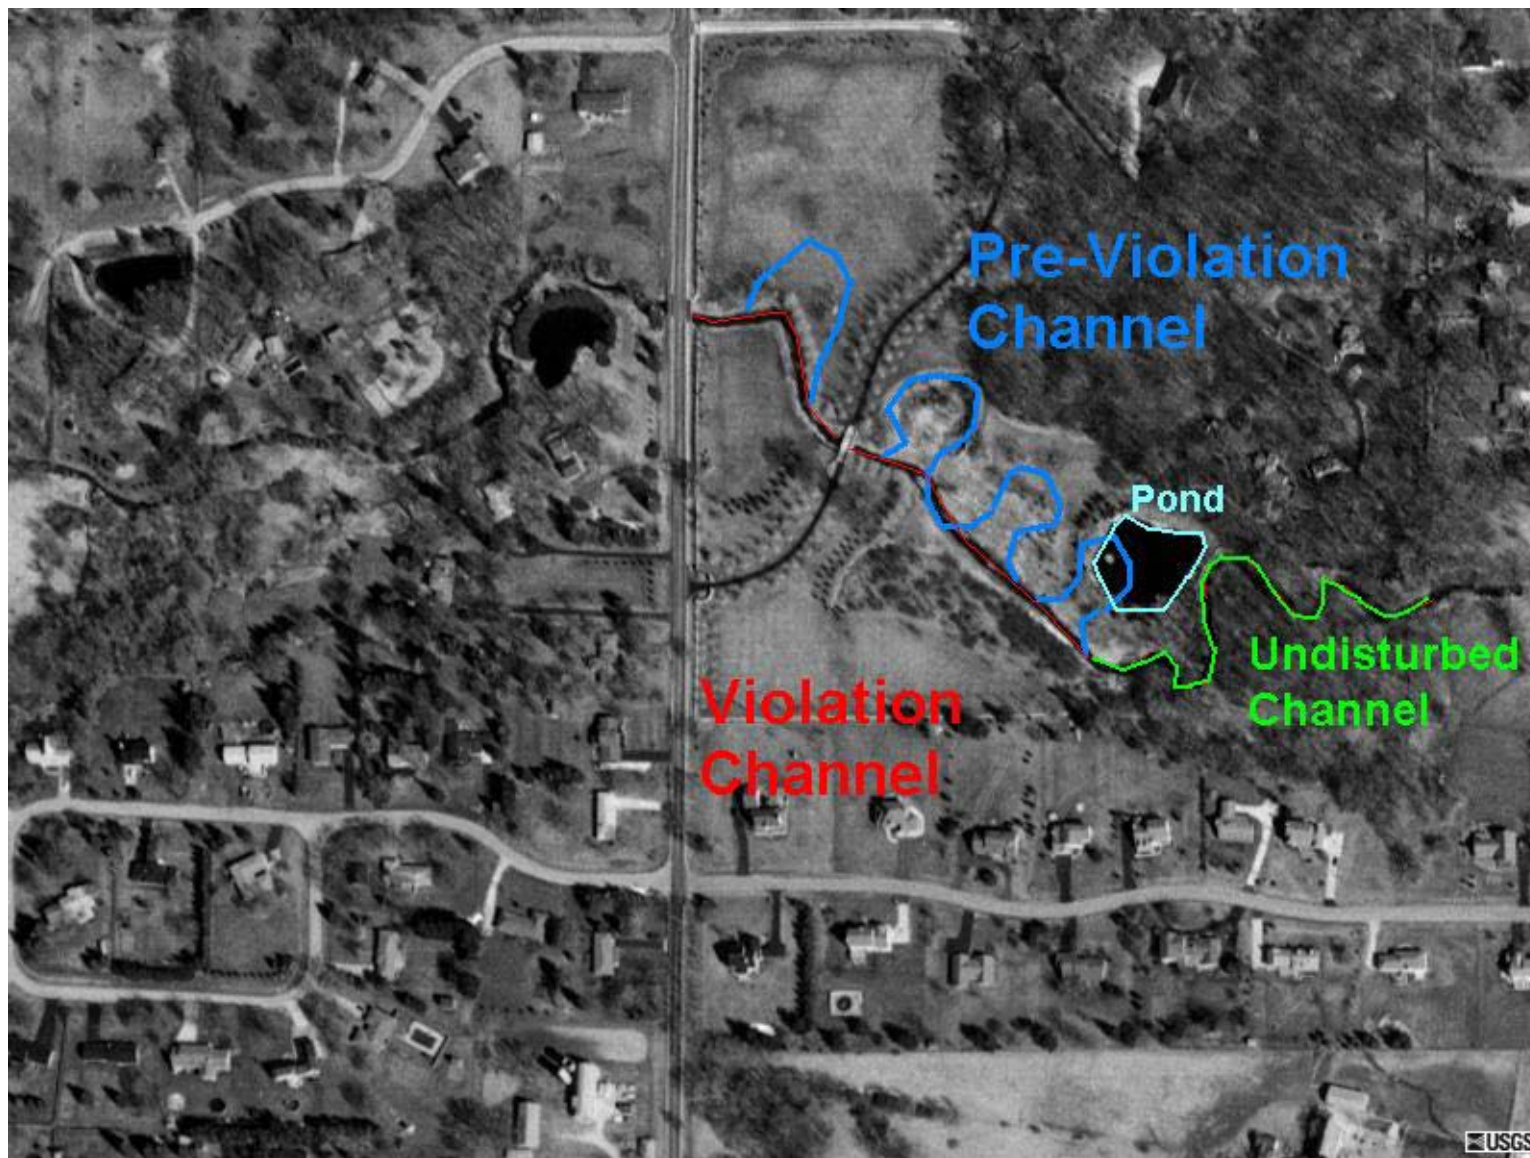 Pre-Violation
Channel
Pond
Undisturbed
Channel
Violation
Channel
USGS